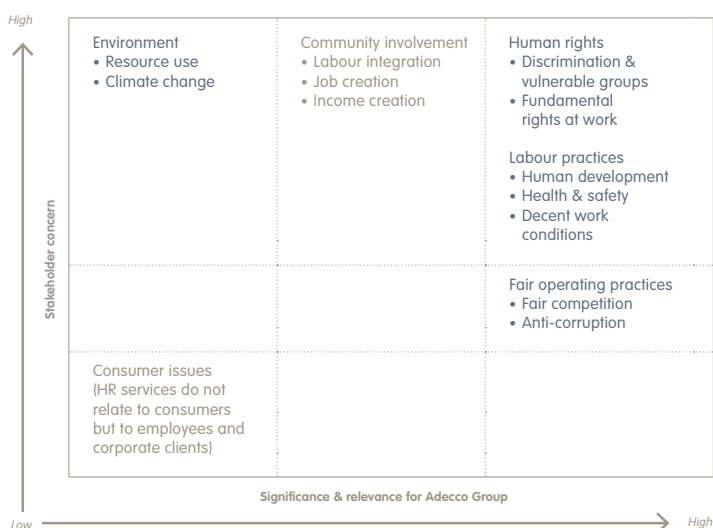 High
Environment
• Resource use
• Climate change
Community involvement
• Labour integration
• Job creation
• Income creation
Human rights
• Discrimination &
vulnerable groups
• Fundamental
rights at work
Labour practices
• Human development
• Health & safety
• Decent work
conditions
Stakeholder concern
Fair operating practices
• Fair competition
• Anti-corruption
Consumer issues
(HR services do not
relate to consumers
but to employees and
corporate clients)
Significance & relevance for Adecco Group
Low
High